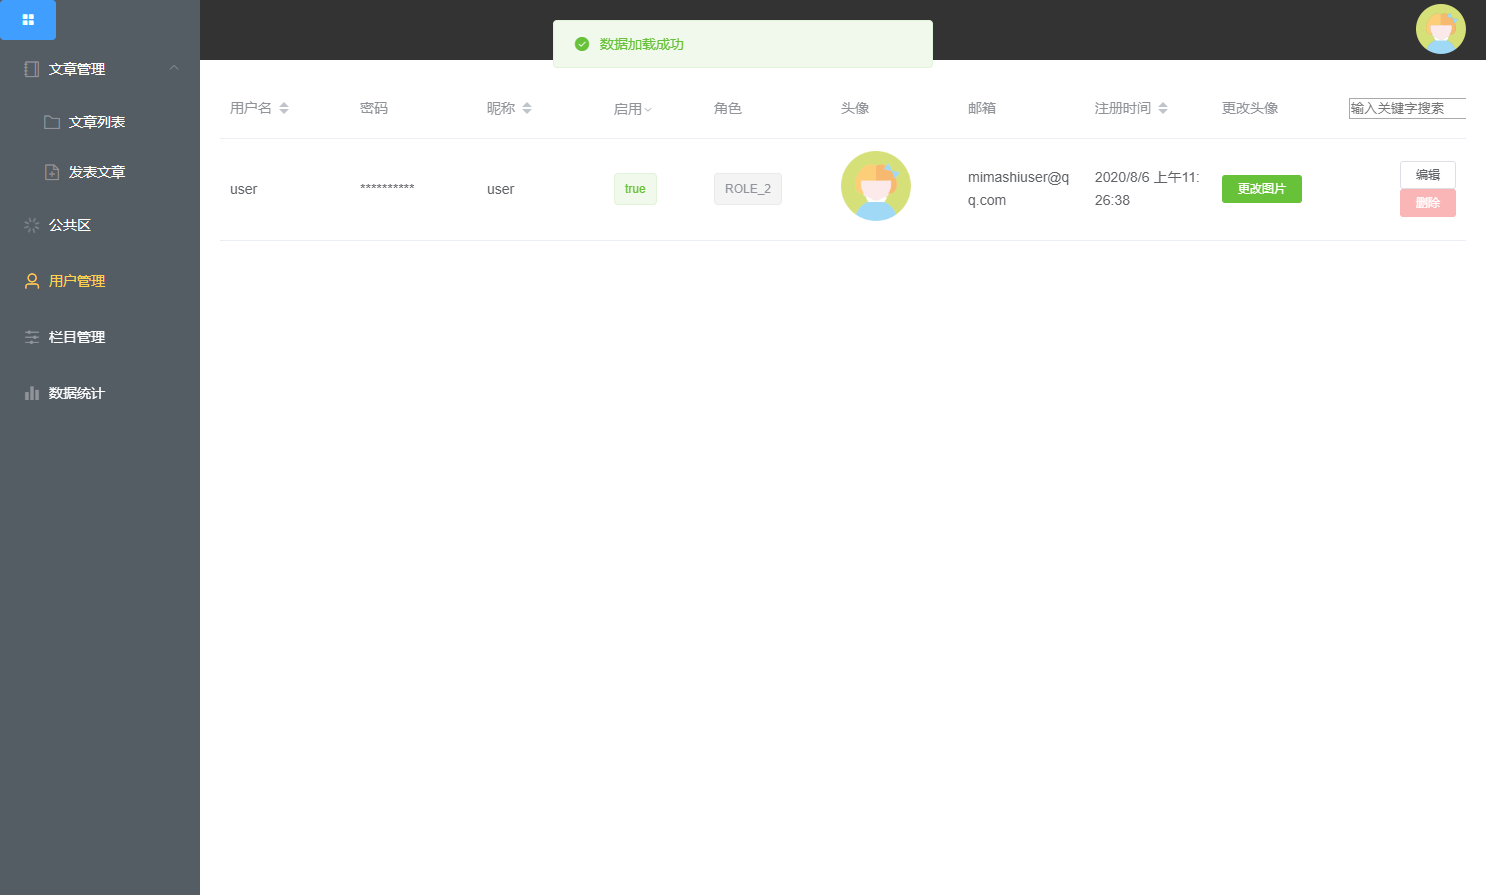 数据加载成功
文章管理
文章列表
发表文章
公共区
用户管理
栏目管理
数据统计
用户名 密码 昵称 启用 角色 头像 邮箱 注册时间 更改头像 输入关键字搜索
user ********** user true ROLE_2 mimashiuser@q 2020/8/6 上午11: 更改图片 编辑
q.com 26:38 删除